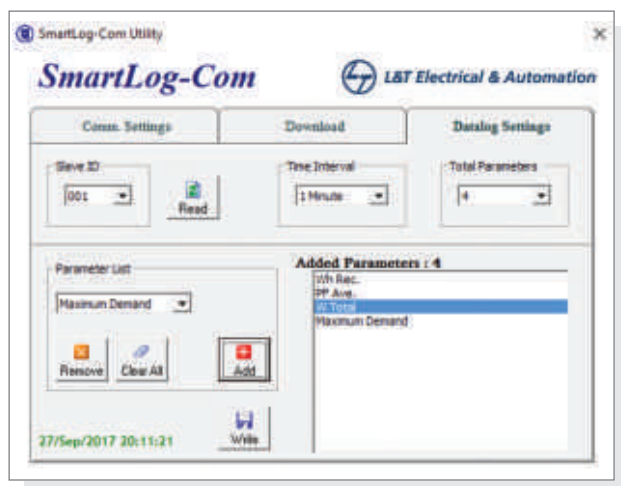 SmartLog-Com Utility
SmartLog-Com
L&T Electrical & Automation
Comm. Settings
Download
Datalog Settings
Slave ID
Time Interval
Total Parameters
001
Read
1 Minute
4
Parameter List
Added Parameters : 4
Maximum Demand
Wh Rec.
PF Ave.
W Total
Maximum Demand
Remove
Clear All
Add
Write
27/Sep/2017 20:11:21